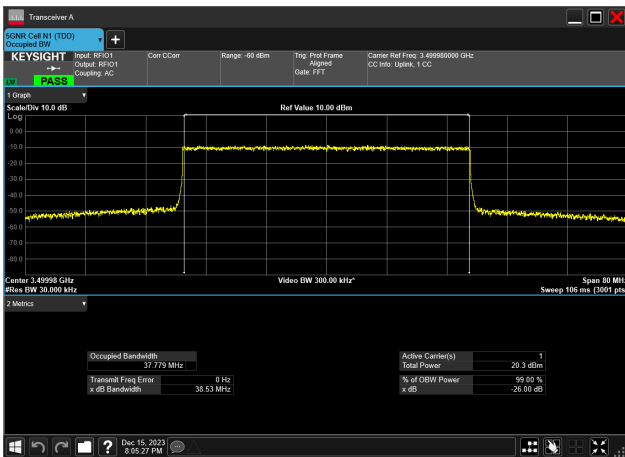 Transceiver A
5GNR Cell N1 (TDD)
Occupied BW
KEYSIGHT
PASS
Input: RFIO1
Output: RFIO1
Coupling: AC
Corr CCorr
Range: -60 dBm
Trig: Prot Frame
Aligned
Gate: FFT
Carrier Ref Freq: 3.499980000 GHz
CC Info: Uplink, 1 CC
1 Graph
Scale/Div 10.0 dB
Ref Value 10.00 dBm
Log
0.00
-10.0
-20.0
-30.0
-40.0
-50.0
-60.0
-70.0
-80.0
Center 3.49998 GHz
Video BW 300.00 kHz*
Span 80 MHz
#Res BW 30.000 kHz
Sweep 106 ms (3001 pts
2 Metrics
Occupied Bandwidth
37.779 MHz
Transmit Freq Error 0 Hz
x dB Bandwidth 38.53 MHz
Active Carrier(s) 1
Total Power 20.3 dBm
% of OBW Power 99.00 %
x dB -26.00 dB
?
Dec 15, 2023
8:05:27 PM